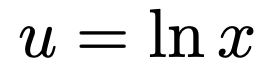 u = ln x